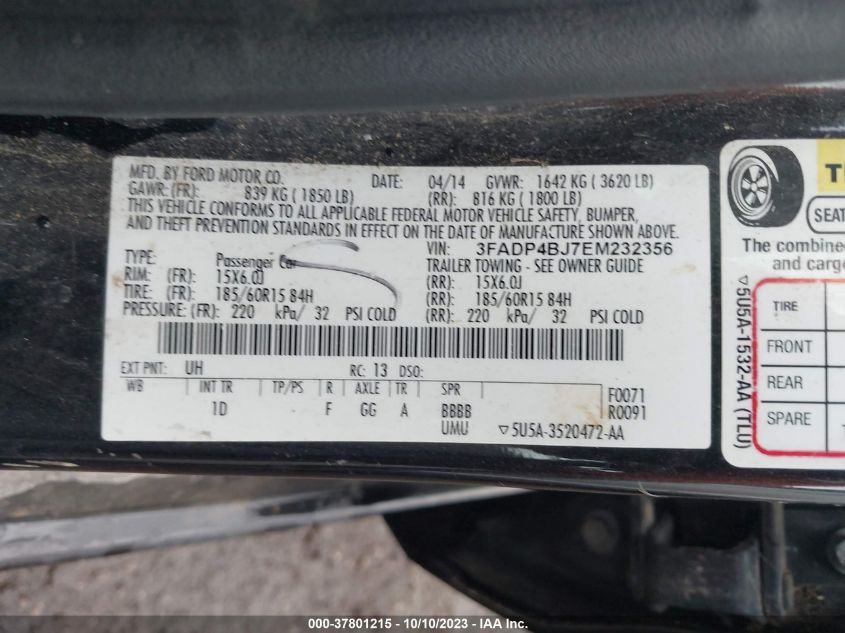 MFD. BY FORD MOTOR CO. DATE: 04/14 GVWR: 1642 KG ( 3620 LB)
GAWR: (FR): 839 KG ( 1850 LB) (RR): 816 KG ( 1800 LB)
THIS VEHICLE CONFORMS TO ALL APPLICABLE FEDERAL MOTOR VEHICLE SAFETY, BUMPER,
AND THEFT PREVENTION STANDARDS IN EFFECT ON THE DATE OF MANUFACTURE SHOWN ABOVE.
VIN: 3FADP4BJ7EM232356
TYPE: Passenger Car TRAILER TOWING - SEE OWNER GUIDE
RIM: (FR): 15X6.0J (RR): 15X6.0J
TIRE: (FR): 185/60R15 84H (RR): 185/60R15 84H
PRESSURE: (FR): 220 kPa/ 32 PSI COLD (RR): 220 kPa/ 32 PSI COLD
EXT PNT: UH RC: 13 DSO:
WB INT TR TP/PS R AXLE TR SPR F0071
1D F GG A BBBB R0091
UMU ▽5U5A-3520472-AA
SEAT
The combined
and carg
TIRE
FRONT
REAR
SPARE
▽5U5A-1532-AA (TLU)
000-37801215 - 10/10/2023 - IAA Inc.